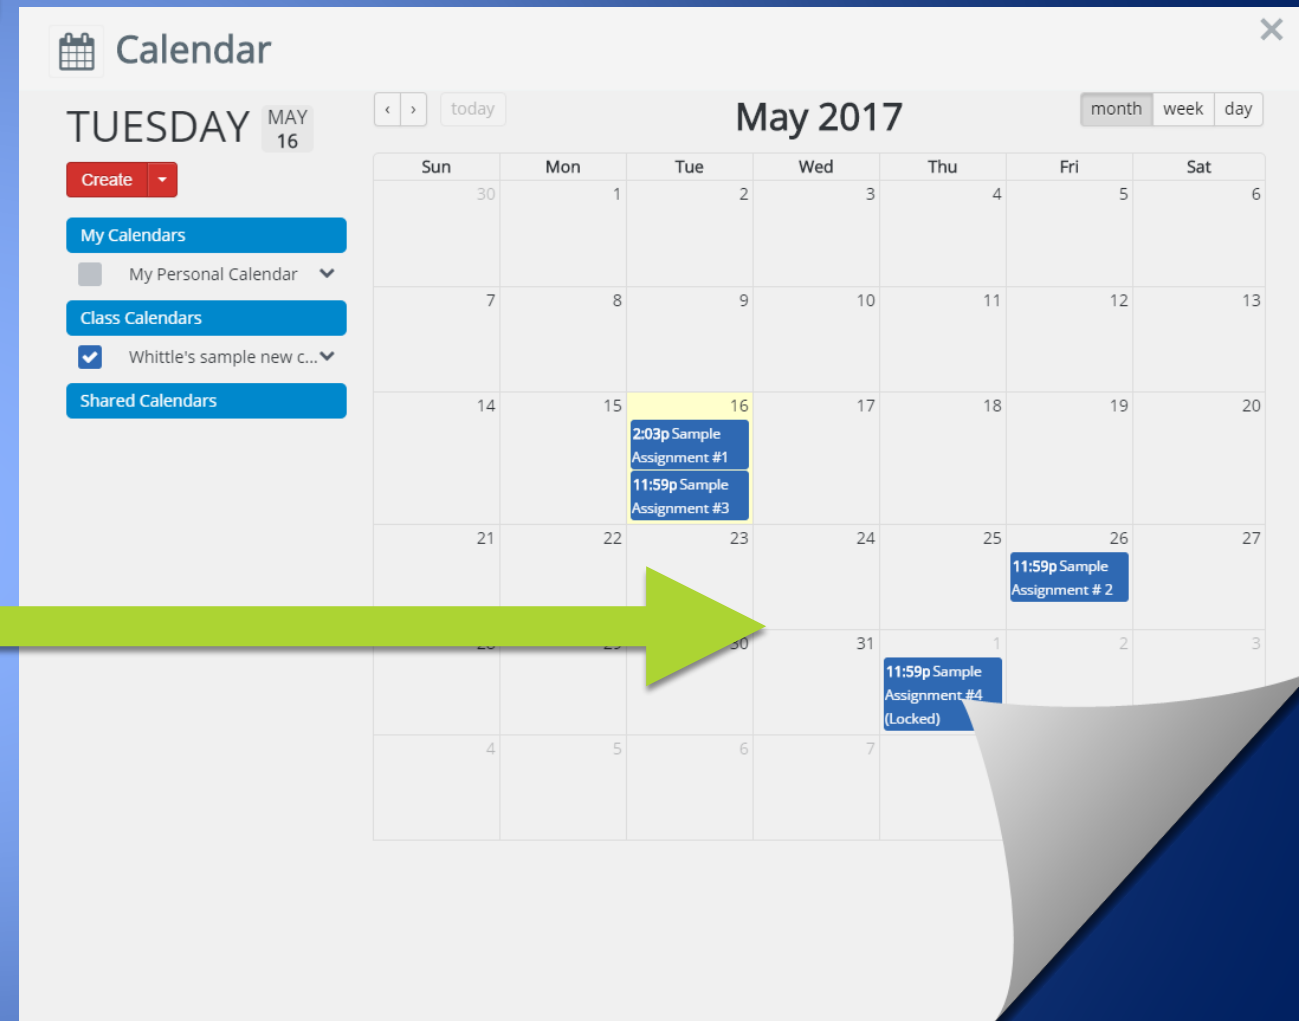 Calendar
TUESDAY MAY 16
Create
My Calendars
My Personal Calendar
Class Calendars
Whittle's sample new c...
Shared Calendars
today
May 2017
month week day
Sun Mon Tue Wed Thu Fri Sat
30 1 2 3 4 5 6
7 8 9 10 11 12 13
14 15 16 17 18 19 20
2:03p Sample
Assignment #1
11:59p Sample
Assignment #3
21 22 23 24 25 26 27
11:59p Sample
Assignment # 2
28 29 30 31 1 2 3
11:59p Sample
Assignment #4
(Locked)
4 5 6 7